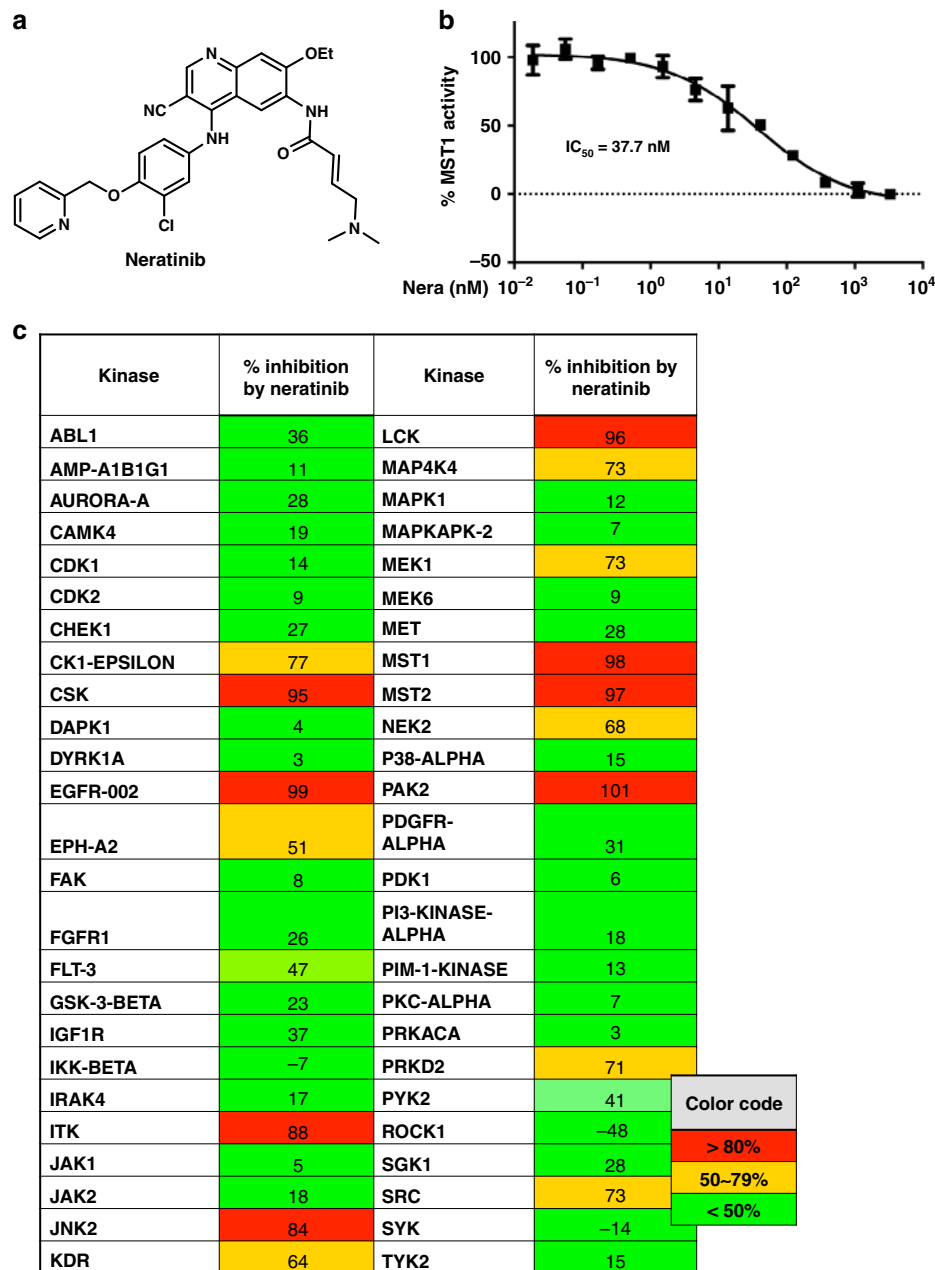 a
N
OEt
NC
NH
NH
O
O
Cl
N
N
Neratinib
b
% MST1 activity
100
50
0
−50
IC50 = 37.7 nM
Nera (nM) 10−2 10−1 100 101 102 103 104
c
Kinase % inhibition by neratinib Kinase % inhibition by neratinib
ABL1 36 LCK 96
AMP-A1B1G1 11 MAP4K4 73
AURORA-A 28 MAPK1 12
CAMK4 19 MAPKAPK-2 7
CDK1 14 MEK1 73
CDK2 9 MEK6 9
CHEK1 27 MET 28
CK1-EPSILON 77 MST1 98
CSK 95 MST2 97
DAPK1 4 NEK2 68
DYRK1A 3 P38-ALPHA 15
EGFR-002 99 PAK2 101
EPH-A2 51 PDGFR-ALPHA 31
FAK 8 PDK1 6
FGFR1 26 PI3-KINASE-ALPHA 18
FLT-3 47 PIM-1-KINASE 13
GSK-3-BETA 23 PKC-ALPHA 7
IGF1R 37 PRKACA 3
IKK-BETA −7 PRKD2 71
IRAK4 17 PYK2 41
ITK 88 ROCK1 −48
JAK1 5 SGK1 28
JAK2 18 SRC 73
JNK2 84 SYK −14
KDR 64 TYK2 15
Color code
> 80%
50~79%
< 50%